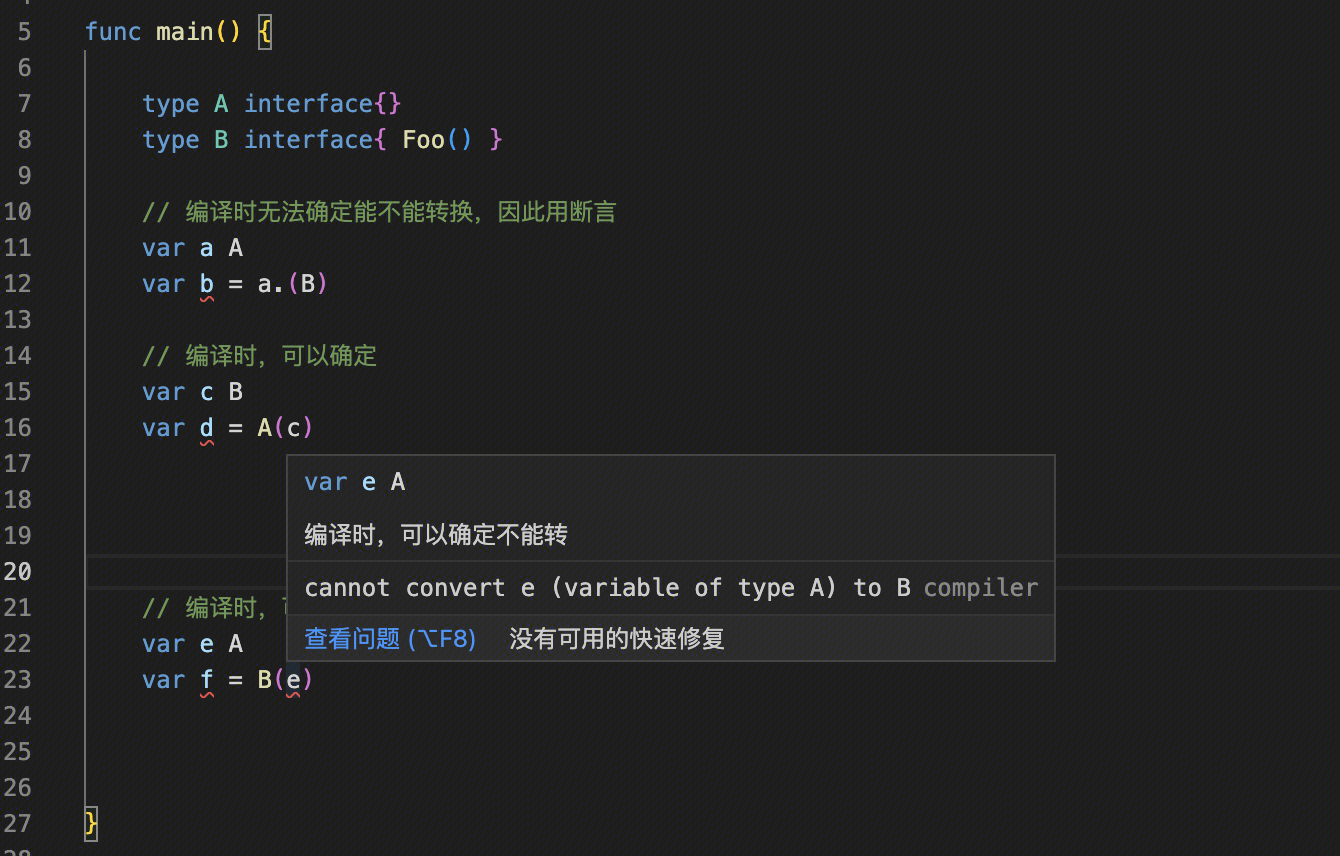 5 func main() {
6
7 type A interface{}
8 type B interface{ Foo() }
9
10 // 编译时无法确定能不能转换，因此用断言
11 var a A
12 var b = a.(B)
13
14 // 编译时，可以确定
15 var c B
16 var d = A(c)
17
var e A
18
19
编译时，可以确定不能转
20
cannot convert e (variable of type A) to B compiler
21 // 编译时，
查看问题 (⌥F8) 没有可用的快速修复
22 var e A
23 var f = B(e)
24
25
26
27 }